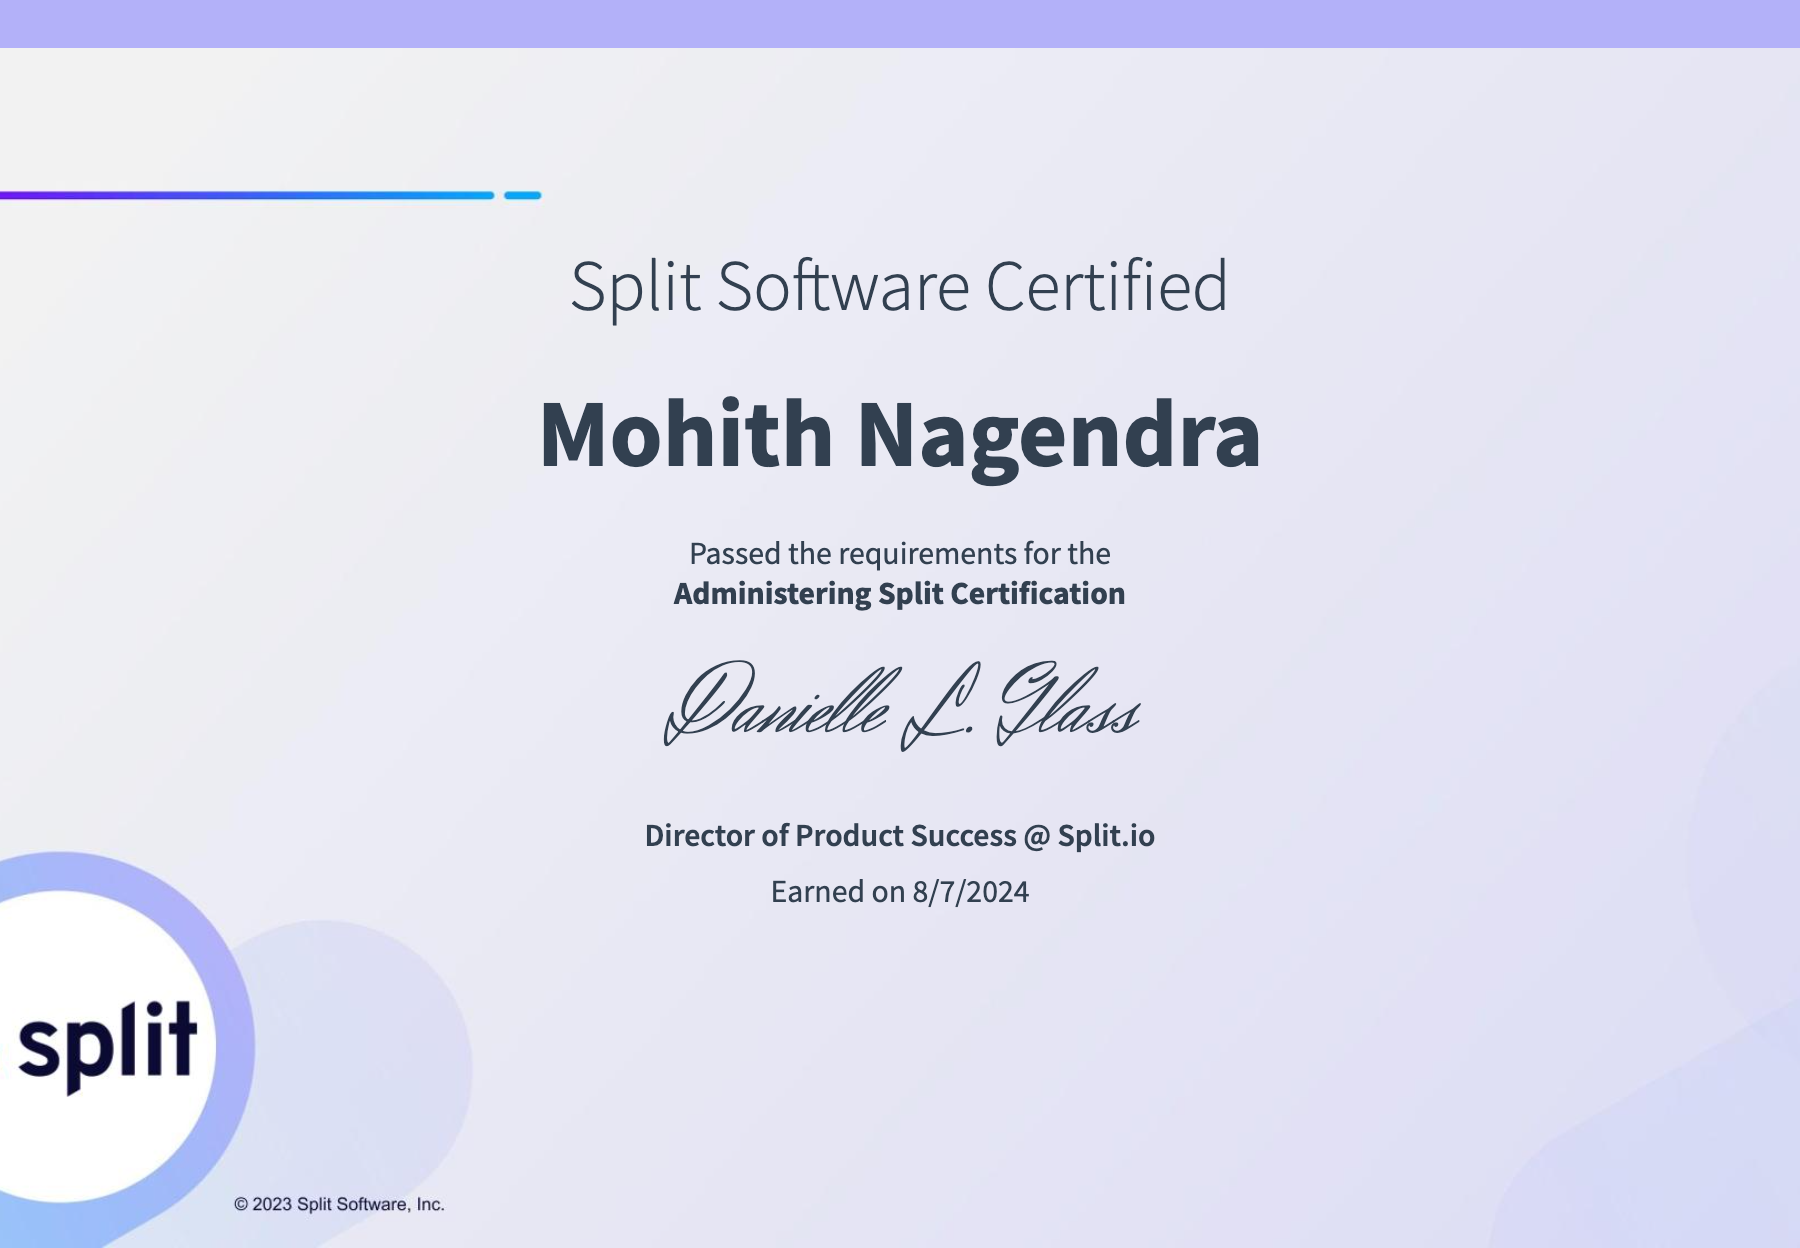 Split Software Certified
Mohith Nagendra
Passed the requirements for the
Administering Split Certification
Danielle L. Glass
Director of Product Success @ Split.io
Earned on 8/7/2024
split
© 2023 Split Software, Inc.